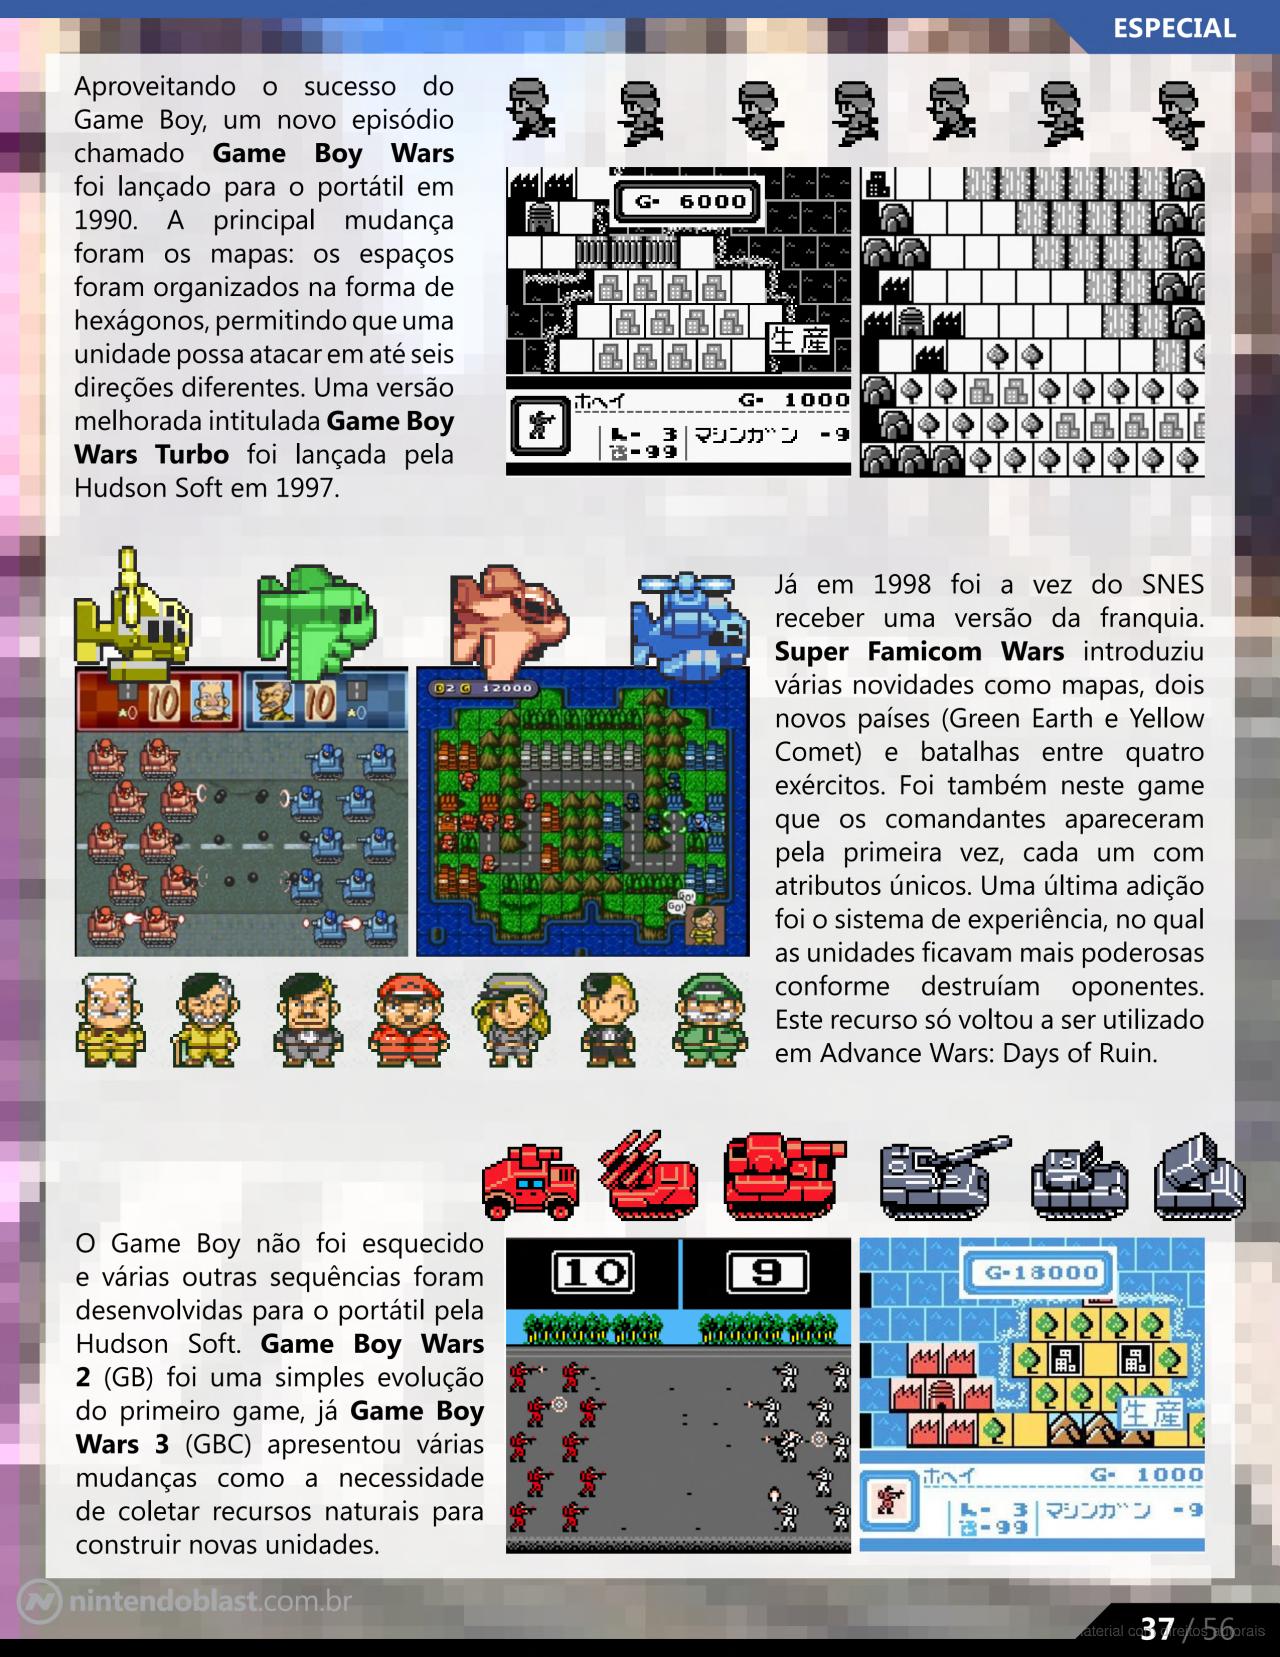 ESPECIAL
Aproveitando o sucesso do
Game Boy, um novo episódio
chamado Game Boy Wars
foi lançado para o portátil em
1990. A principal mudança
foram os mapas: os espaços
foram organizados na forma de
hexágonos, permitindo que uma
unidade possa atacar em até seis
direções diferentes. Uma versão
melhorada intitulada Game Boy
Wars Turbo foi lançada pela
Hudson Soft em 1997.
G- 6000
生産
ホヘイ G- 1000
3 マシンガン -9
-99
Já em 1998 foi a vez do SNES
receber uma versão da franquia.
Super Famicom Wars introduziu
várias novidades como mapas, dois
novos países (Green Earth e Yellow
Comet) e batalhas entre quatro
exércitos. Foi também neste game
que os comandantes apareceram
pela primeira vez, cada um com
atributos únicos. Uma última adição
foi o sistema de experiência, no qual
as unidades ficavam mais poderosas
conforme destruíam oponentes.
Este recurso só voltou a ser utilizado
em Advance Wars: Days of Ruin.
10 10
0 0
D2 G 12000
GO!
GO!
O Game Boy não foi esquecido
e várias outras sequências foram
desenvolvidas para o portátil pela
Hudson Soft. Game Boy Wars
2 (GB) foi uma simples evolução
do primeiro game, já Game Boy
Wars 3 (GBC) apresentou várias
mudanças como a necessidade
de coletar recursos naturais para
construir novas unidades.
10 9
G-18000
生産
ホヘイ G- 1000
3 マシンガン -9
-99
nintendoblast.com.br
37 / 56